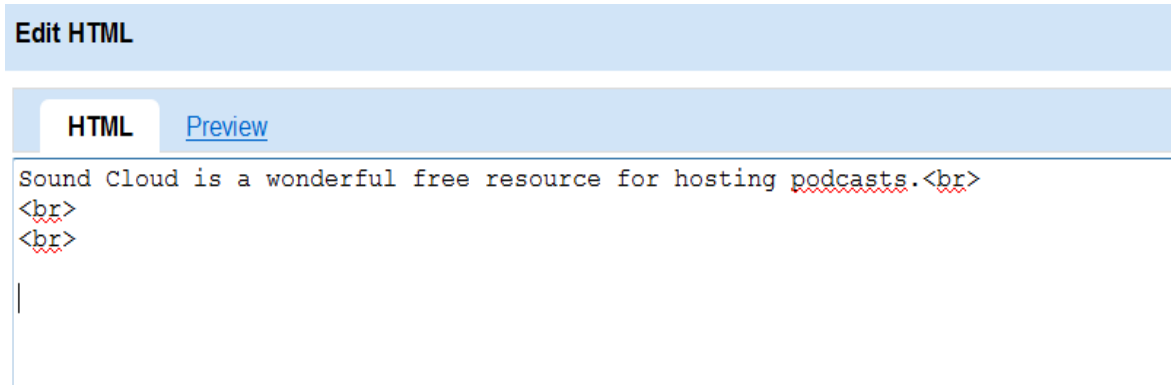 Edit HTML
HTML Preview
Sound Cloud is a wonderful free resource for hosting podcasts.<br>
<br>
<br>